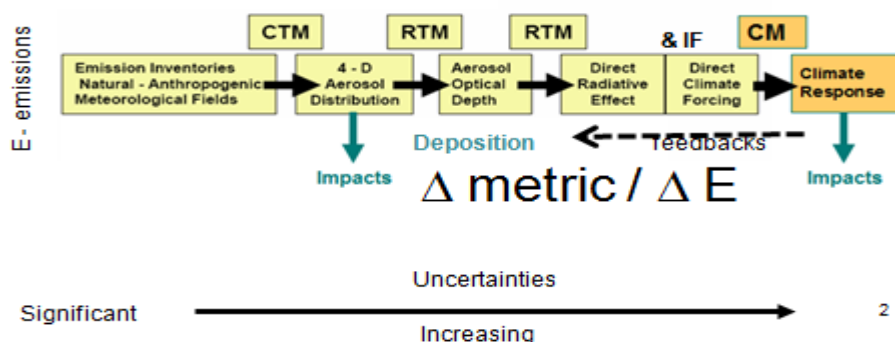 CTM
RTM
RTM
& IF
CM
E - emissions
Emission Inventories
Natural - Anthropogenic
Meteorological Fields
4 - D
Aerosol
Distribution
Aerosol
Optical
Depth
Direct
Radiative
Effect
Direct
Climate
Forcing
Climate
Response
Deposition
feedbacks
Impacts
Δ metric / Δ E
Impacts
Uncertainties
Significant
Increasing
2